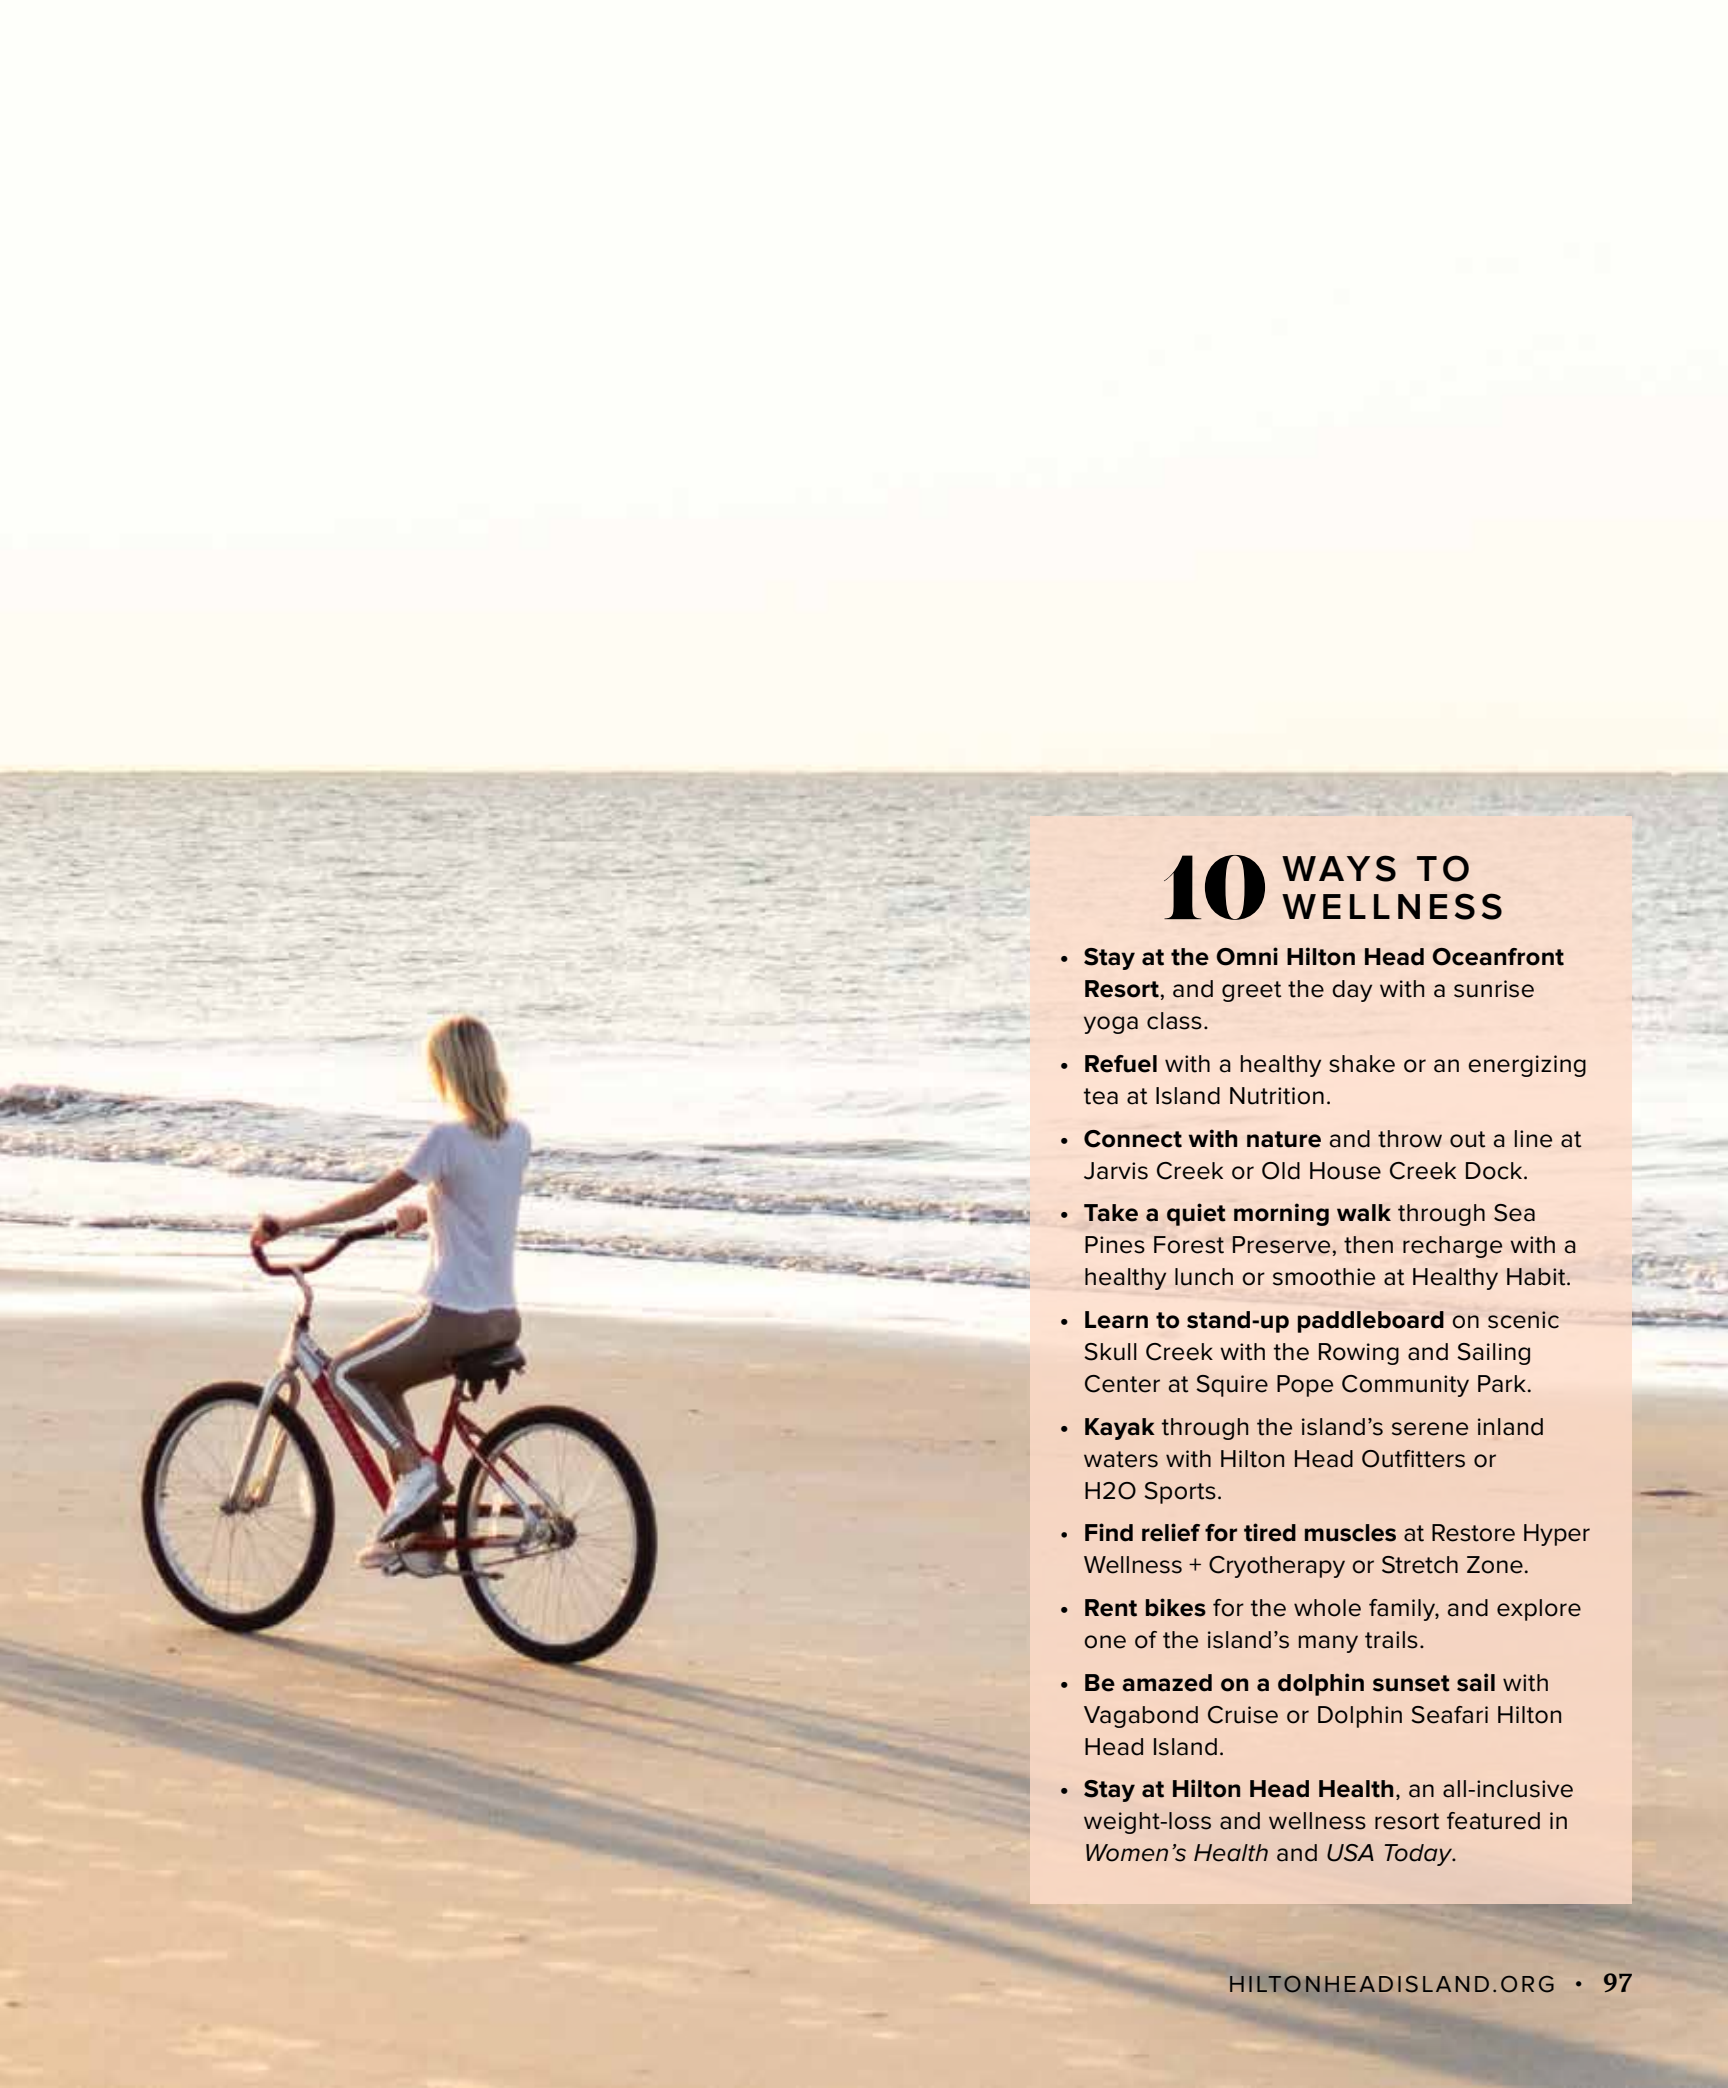 10 WAYS TO
WELLNESS
• Stay at the Omni Hilton Head Oceanfront
Resort, and greet the day with a sunrise
yoga class.
• Refuel with a healthy shake or an energizing
tea at Island Nutrition.
• Connect with nature and throw out a line at
Jarvis Creek or Old House Creek Dock.
• Take a quiet morning walk through Sea
Pines Forest Preserve, then recharge with a
healthy lunch or smoothie at Healthy Habit.
• Learn to stand-up paddleboard on scenic
Skull Creek with the Rowing and Sailing
Center at Squire Pope Community Park.
• Kayak through the island’s serene inland
waters with Hilton Head Outfitters or
H2O Sports.
• Find relief for tired muscles at Restore Hyper
Wellness + Cryotherapy or Stretch Zone.
• Rent bikes for the whole family, and explore
one of the island’s many trails.
• Be amazed on a dolphin sunset sail with
Vagabond Cruise or Dolphin Seafari Hilton
Head Island.
• Stay at Hilton Head Health, an all-inclusive
weight-loss and wellness resort featured in
Women’s Health and USA Today.
HILTONHEADISLAND.ORG • 97